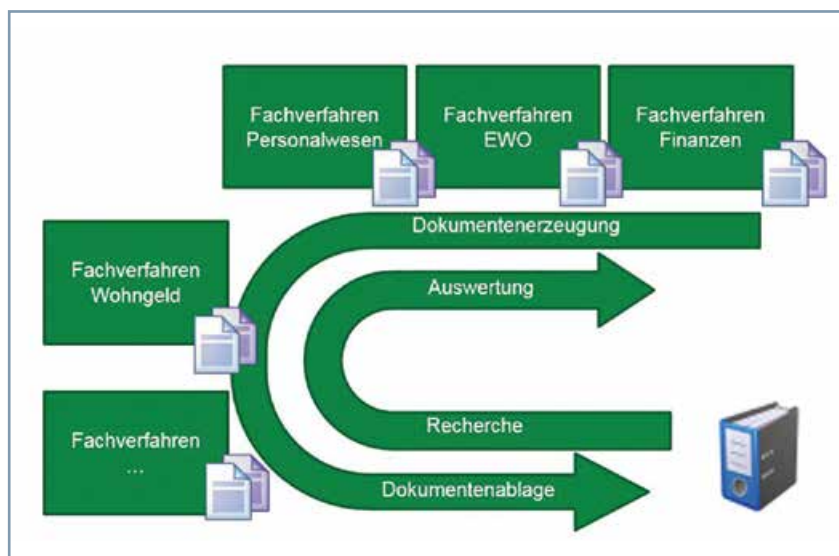 Fachverfahren
Personalwesen
Fachverfahren
EWO
Fachverfahren
Finanzen
Dokumentenerzeugung
Fachverfahren
Wohngeld
Auswertung
Recherche
Fachverfahren
...
Dokumentenablage